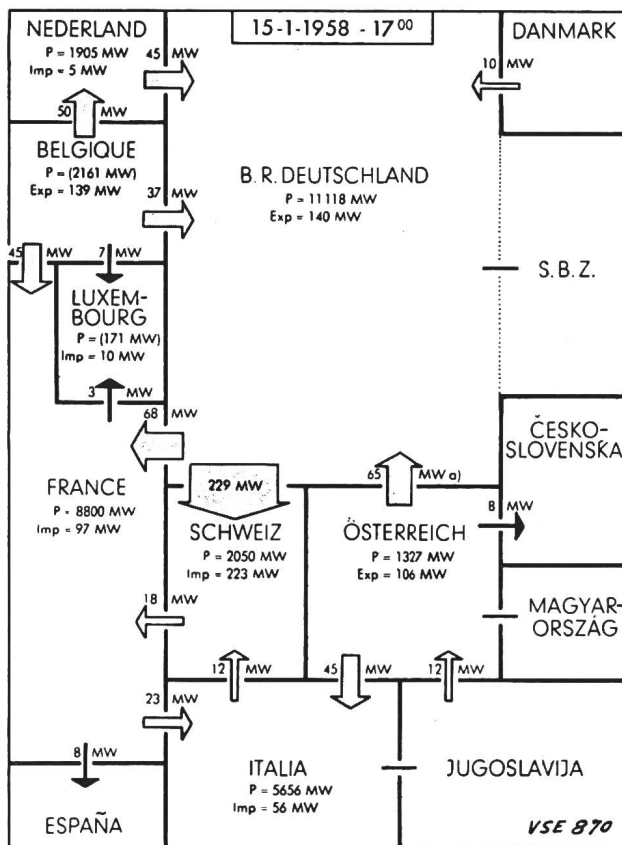 15-1-1958 - 17⁰⁰
NEDERLAND
P = 1905 MW
Imp = 5 MW
45 MW
DANMARK
10 MW
50 MW
BELGIQUE
P = (2161 MW)
Exp = 139 MW
37 MW
B.R. DEUTSCHLAND
P = 11118 MW
Exp = 140 MW
S.B.Z.
45 MW
7 MW
LUXEM-
BOURG
P = (171 MW)
Imp = 10 MW
3 MW
68 MW
FRANCE
P = 8800 MW
Imp = 97 MW
229 MW
SCHWEIZ
P = 2050 MW
Imp = 223 MW
65 MW a)
ÖSTERREICH
P = 1327 MW
Exp = 106 MW
ČESKO-
SLOVENSKA
8 MW
MAGYAR-
ORSZÁG
18 MW
12 MW
45 MW
12 MW
23 MW
8 MW
ESPAÑA
ITALIA
P = 5656 MW
Imp = 56 MW
JUGOSLAVIJA
VSE 870